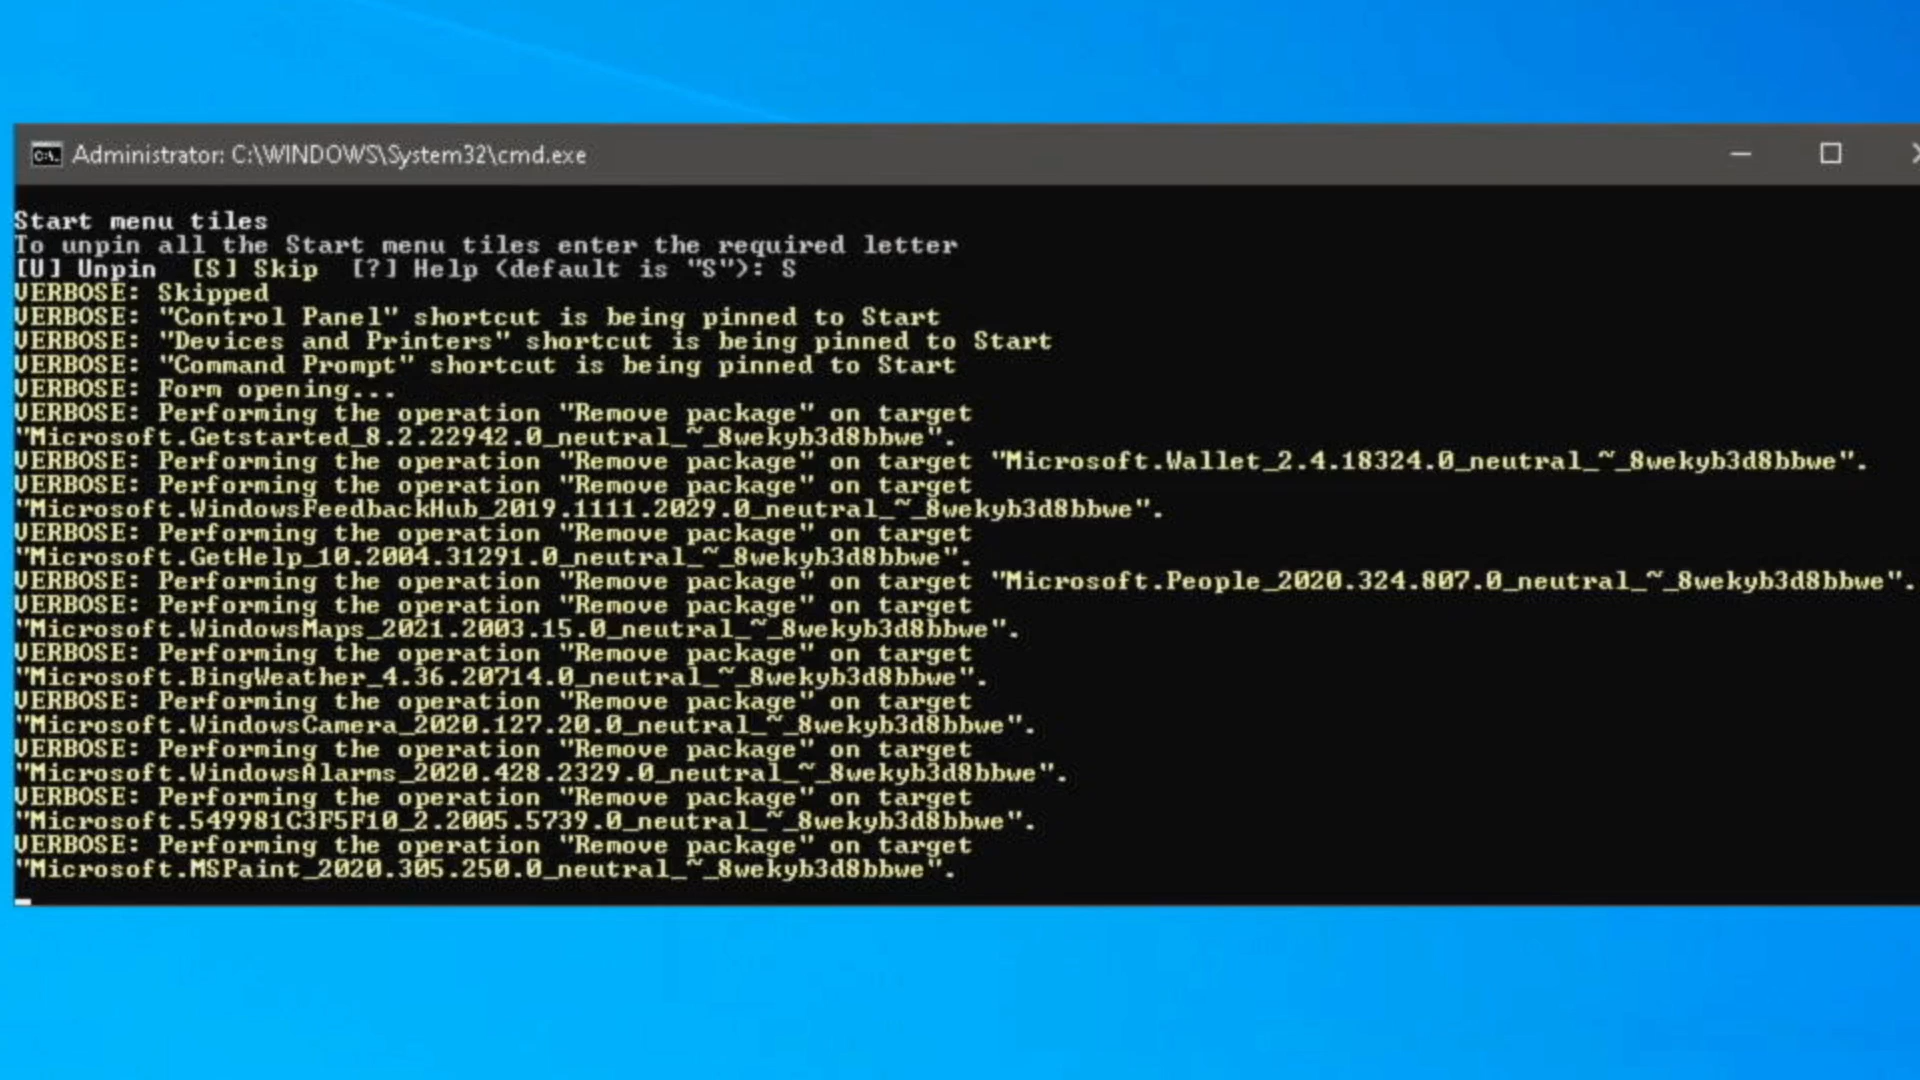 Administrator: C:\WINDOWS\System32\cmd.exe
Start menu tiles
To unpin all the Start menu tiles enter the required letter
[U] Unpin  [S] Skip  [?] Help (default is "S"): S
VERBOSE: Skipped
VERBOSE: "Control Panel" shortcut is being pinned to Start
VERBOSE: "Devices and Printers" shortcut is being pinned to Start
VERBOSE: "Command Prompt" shortcut is being pinned to Start
VERBOSE: Form opening...
VERBOSE: Performing the operation "Remove package" on target
"Microsoft.Getstarted_8.2.22942.0_neutral_~_8wekyb3d8bbwe".
VERBOSE: Performing the operation "Remove package" on target "Microsoft.Wallet_2.4.18324.0_neutral_~_8wekyb3d8bbwe".
VERBOSE: Performing the operation "Remove package" on target
"Microsoft.WindowsFeedbackHub_2019.1111.2029.0_neutral_~_8wekyb3d8bbwe".
VERBOSE: Performing the operation "Remove package" on target
"Microsoft.GetHelp_10.2004.31291.0_neutral_~_8wekyb3d8bbwe".
VERBOSE: Performing the operation "Remove package" on target "Microsoft.People_2020.324.807.0_neutral_~_8wekyb3d8bbwe".
VERBOSE: Performing the operation "Remove package" on target
"Microsoft.WindowsMaps_2021.2003.15.0_neutral_~_8wekyb3d8bbwe".
VERBOSE: Performing the operation "Remove package" on target
"Microsoft.BingWeather_4.36.20714.0_neutral_~_8wekyb3d8bbwe".
VERBOSE: Performing the operation "Remove package" on target
"Microsoft.WindowsCamera_2020.127.20.0_neutral_~_8wekyb3d8bbwe".
VERBOSE: Performing the operation "Remove package" on target
"Microsoft.WindowsAlarms_2020.428.2329.0_neutral_~_8wekyb3d8bbwe".
VERBOSE: Performing the operation "Remove package" on target
"Microsoft.549981C3F5F10_2.2005.5739.0_neutral_~_8wekyb3d8bbwe".
VERBOSE: Performing the operation "Remove package" on target
"Microsoft.MSPaint_2020.305.250.0_neutral_~_8wekyb3d8bbwe".